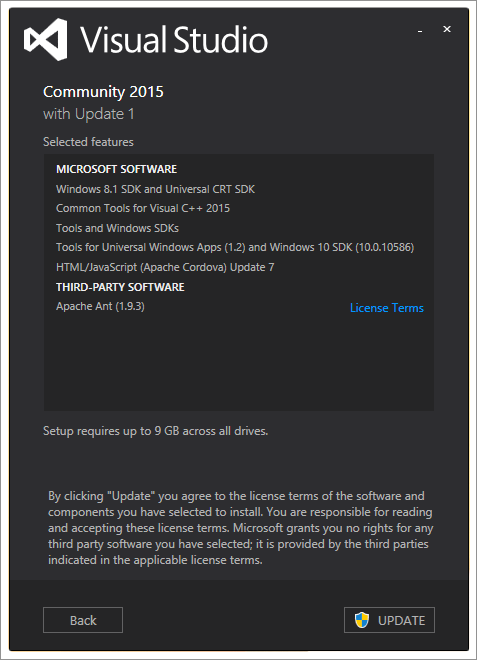 Visual Studio
Community 2015
with Update 1
Selected features
MICROSOFT SOFTWARE
Windows 8.1 SDK and Universal CRT SDK
Common Tools for Visual C++ 2015
Tools and Windows SDKs
Tools for Universal Windows Apps (1.2) and Windows 10 SDK (10.0.10586)
HTML/JavaScript (Apache Cordova) Update 7
THIRD-PARTY SOFTWARE
Apache Ant (1.9.3) License Terms
Setup requires up to 9 GB across all drives.
By clicking "Update" you agree to the license terms of the software and
components you have selected to install. You are responsible for reading
and accepting these license terms. Microsoft grants you no rights for any
third party software you have selected; it is provided by the third parties
indicated in the applicable license terms.
Back UPDATE